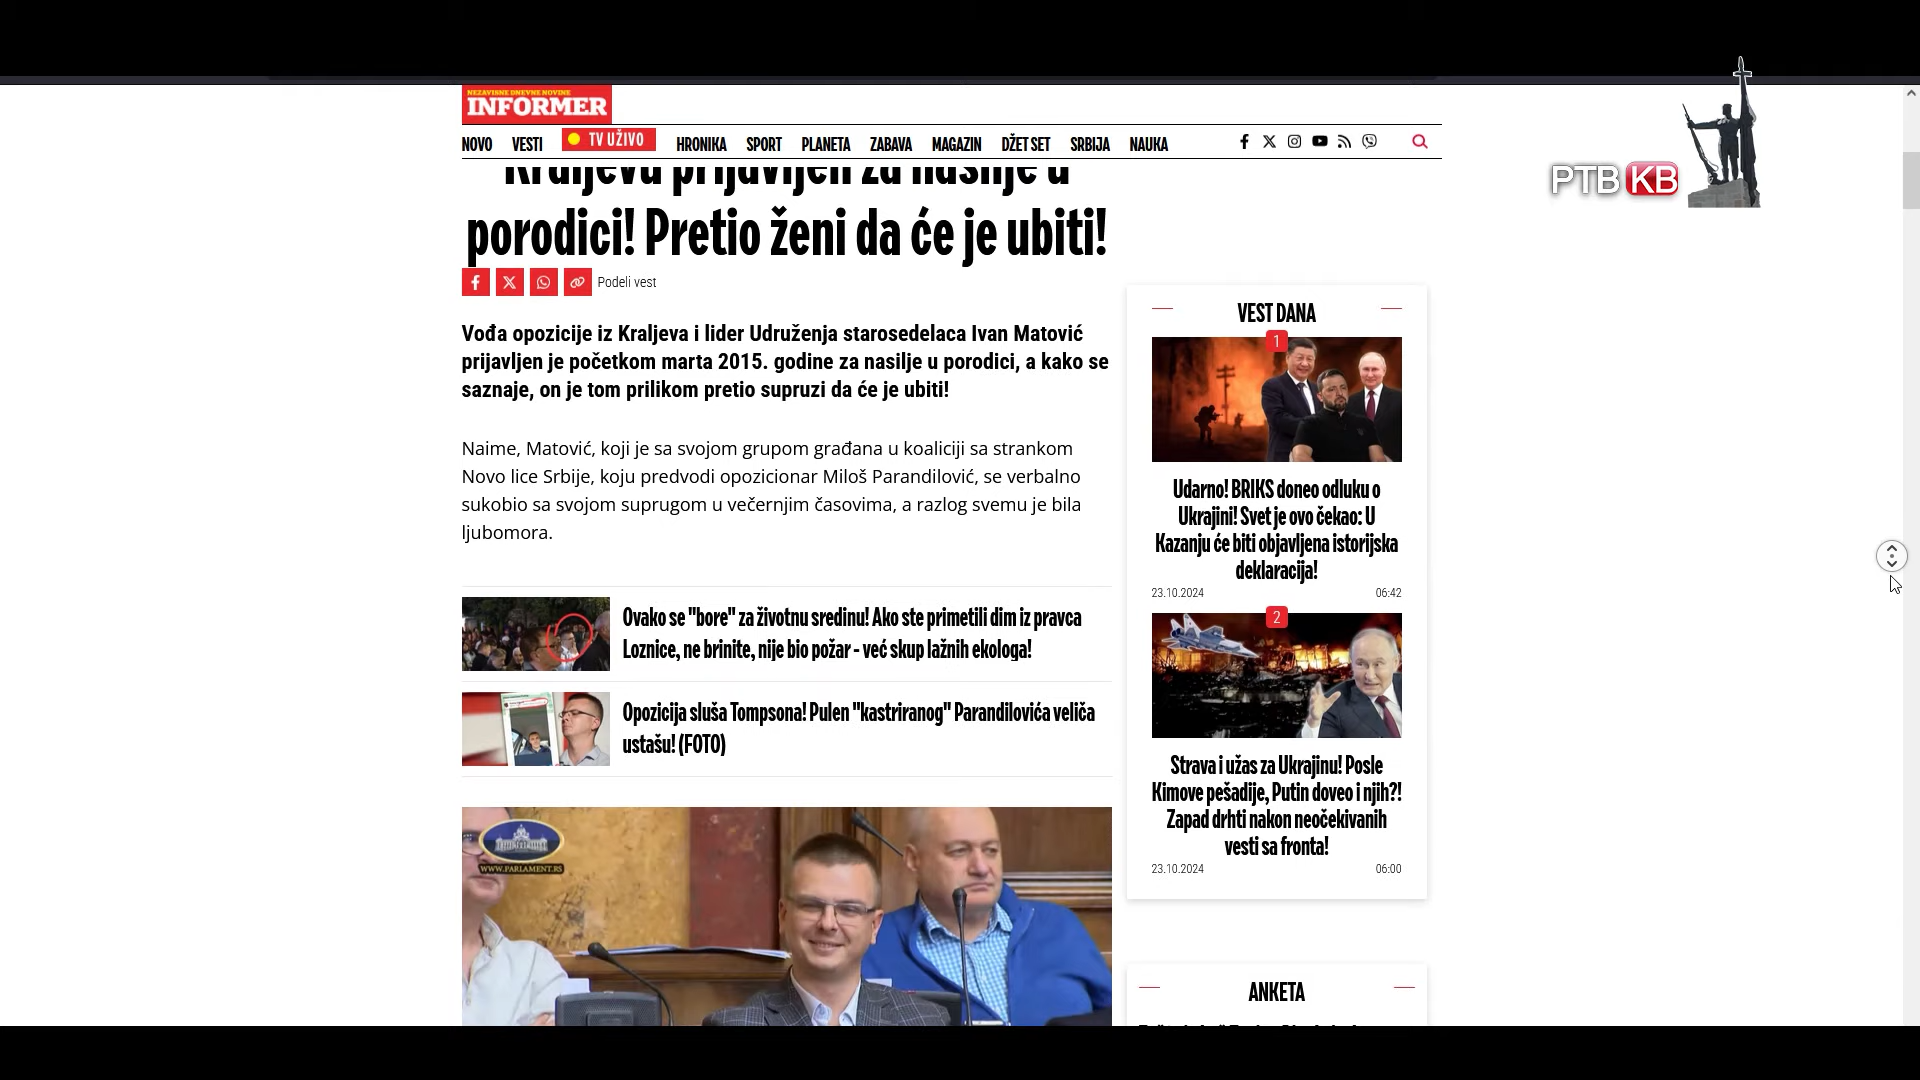 NEZAVISNE DNEVNE NOVINE
INFORMER
NOVO VESTI TV UŽIVO HRONIKA SPORT PLANETA ZABAVA MAGAZIN DŽET SET SRBIJA NAUKA
РТВ КВ
Kraljeva prijavljen za nasilje u
porodici! Pretio ženi da će je ubiti!
Podeli vest
Vođa opozicije iz Kraljeva i lider Udruženja starosedelaca Ivan Matović
prijavljen je početkom marta 2015. godine za nasilje u porodici, a kako se
saznaje, on je tom prilikom pretio supruzi da će je ubiti!
Naime, Matović, koji je sa svojom grupom građana u koaliciji sa strankom
Novo lice Srbije, koju predvodi opozicionar Miloš Parandilović, se verbalno
sukobio sa svojom suprugom u večernjim časovima, a razlog svemu je bila
ljubomora.
Ovako se "bore" za životnu sredinu! Ako ste primetili dim iz pravca
Loznice, ne brinite, nije bio požar - već skup lažnih ekologa!
Opozicija sluša Tompsona! Pulen "kastriranog" Parandilovića veliča
ustašu! (FOTO)
WWW.PARLAMENT.RS
VEST DANA
1
Udarno! BRIKS doneo odluku o
Ukrajini! Svet je ovo čekao: U
Kazanju će biti objavljena istorijska
deklaracija!
23.10.2024 06:42
2
Strava i užas za Ukrajinu! Posle
Kimove pešadije, Putin doveo i njih?!
Zapad drhti nakon neočekivanih
vesti sa fronta!
23.10.2024 06:00
ANKETA